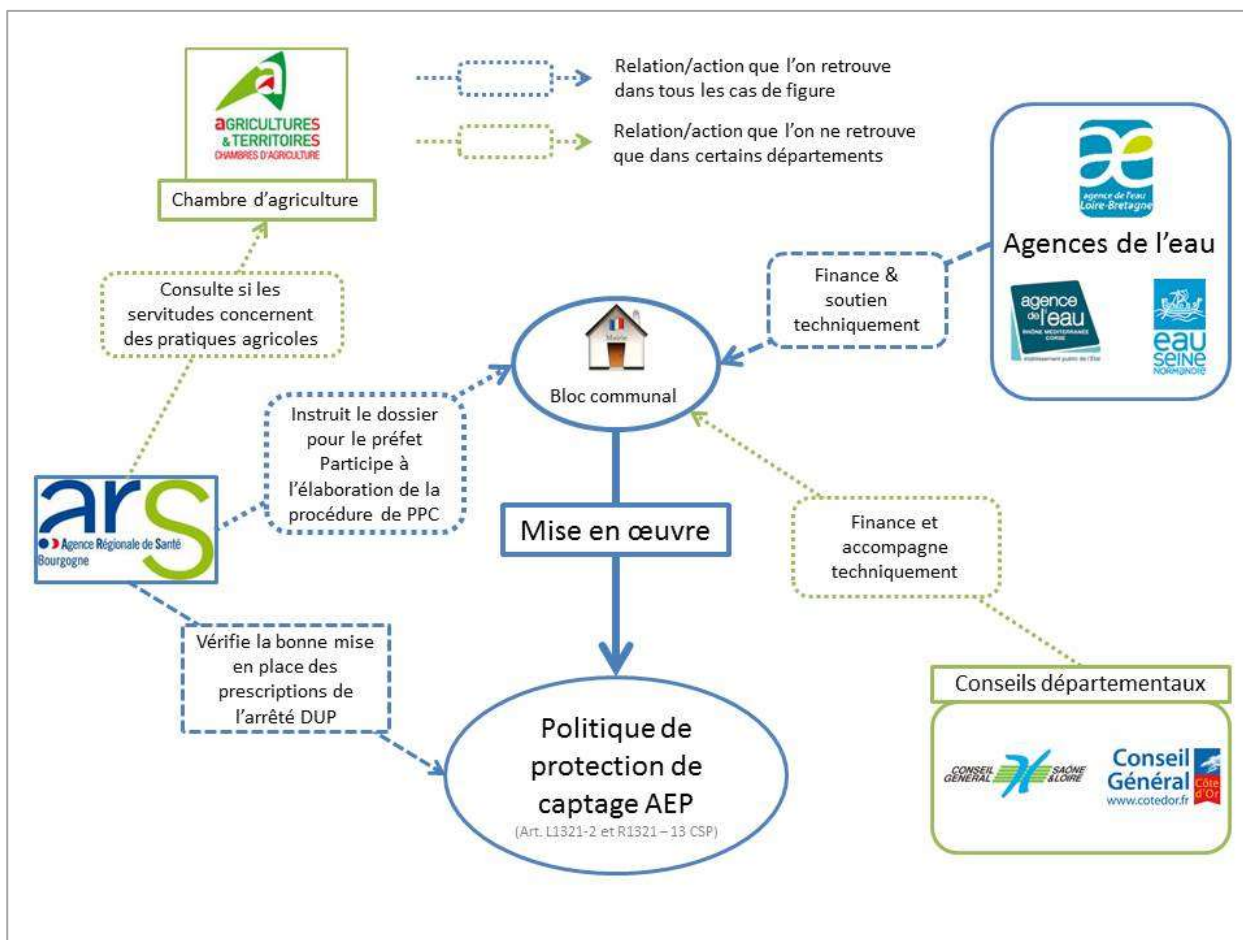 aGRICULTURES
& TERRITOIRES
CHAMBRES D'AGRICULTURE
Chambre d'agriculture
Relation/action que l'on retrouve
dans tous les cas de figure
Relation/action que l'on ne retrouve
que dans certains départements
agence de l'eau
Loire-Bretagne
Agences de l'eau
agence
de l'eau
RHÔNE MÉDITERRANÉE
CORSE
établissement public de l'État
eau
SEINE
NORMANDIE
Finance &
soutien
techniquement
Consulte si les
servitudes concernent
des pratiques agricoles
Mairie
Bloc communal
Instruit le dossier
pour le préfet
Participe à
l'élaboration de la
procédure de PPC
ars
Agence Régionale de Santé
Bourgogne
Mise en œuvre
Finance et
accompagne
techniquement
Vérifie la bonne mise
en place des
prescriptions de
l'arrêté DUP
Politique de
protection de
captage AEP
(Art. L1321-2 et R1321 – 13 CSP)
Conseils départementaux
CONSEIL
GÉNÉRAL
SAÔNE
&LOIRE
Conseil
Général
Côte
d'Or
www.cotedor.fr